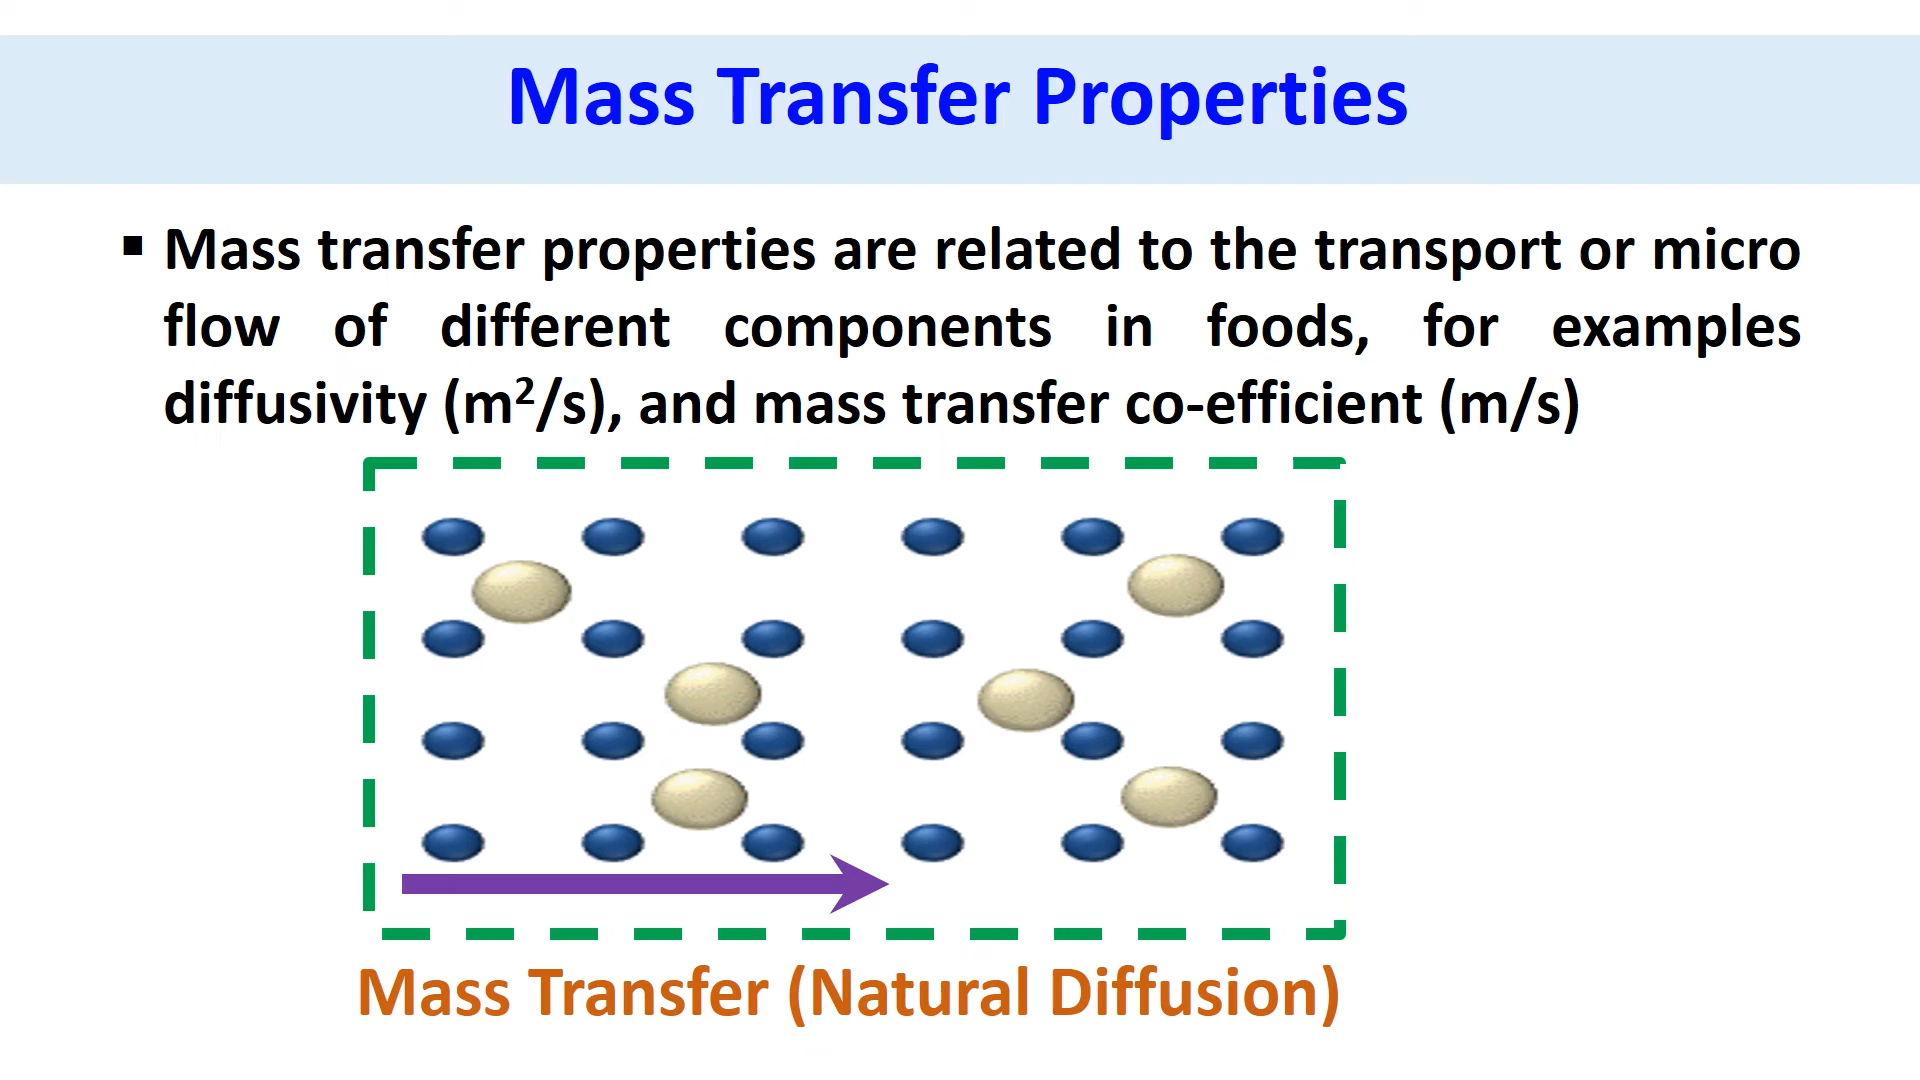 Mass Transfer Properties
▪ Mass transfer properties are related to the transport or micro
flow of different components in foods, for examples
diffusivity (m²/s), and mass transfer co-efficient (m/s)
Mass Transfer (Natural Diffusion)